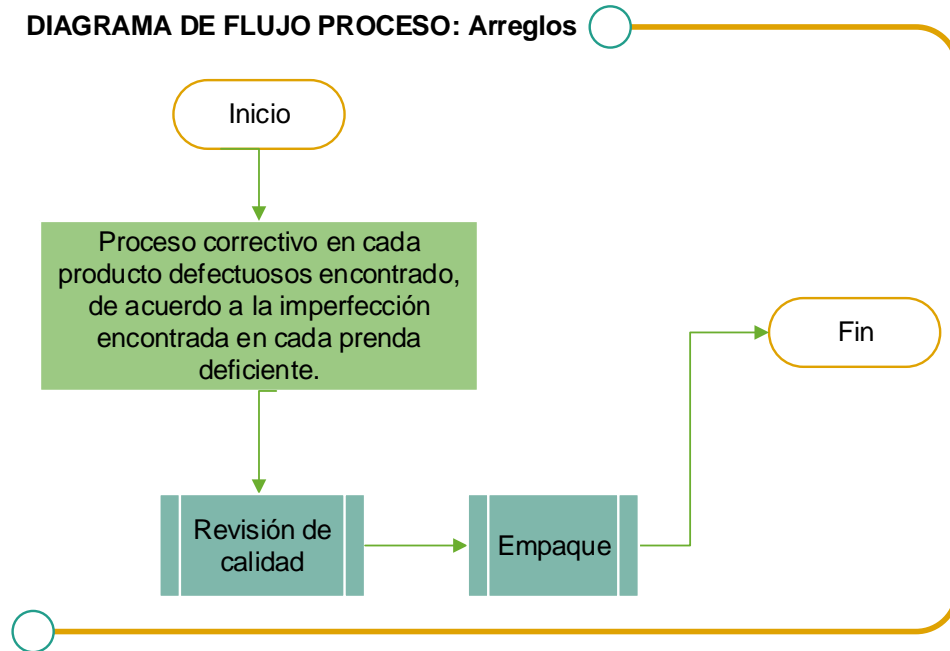 DIAGRAMA DE FLUJO PROCESO: Arreglos
Inicio
Proceso correctivo en cada
producto defectuosos encontrado,
de acuerdo a la imperfección
encontrada en cada prenda
deficiente.
Fin
Revisión de
calidad
Empaque